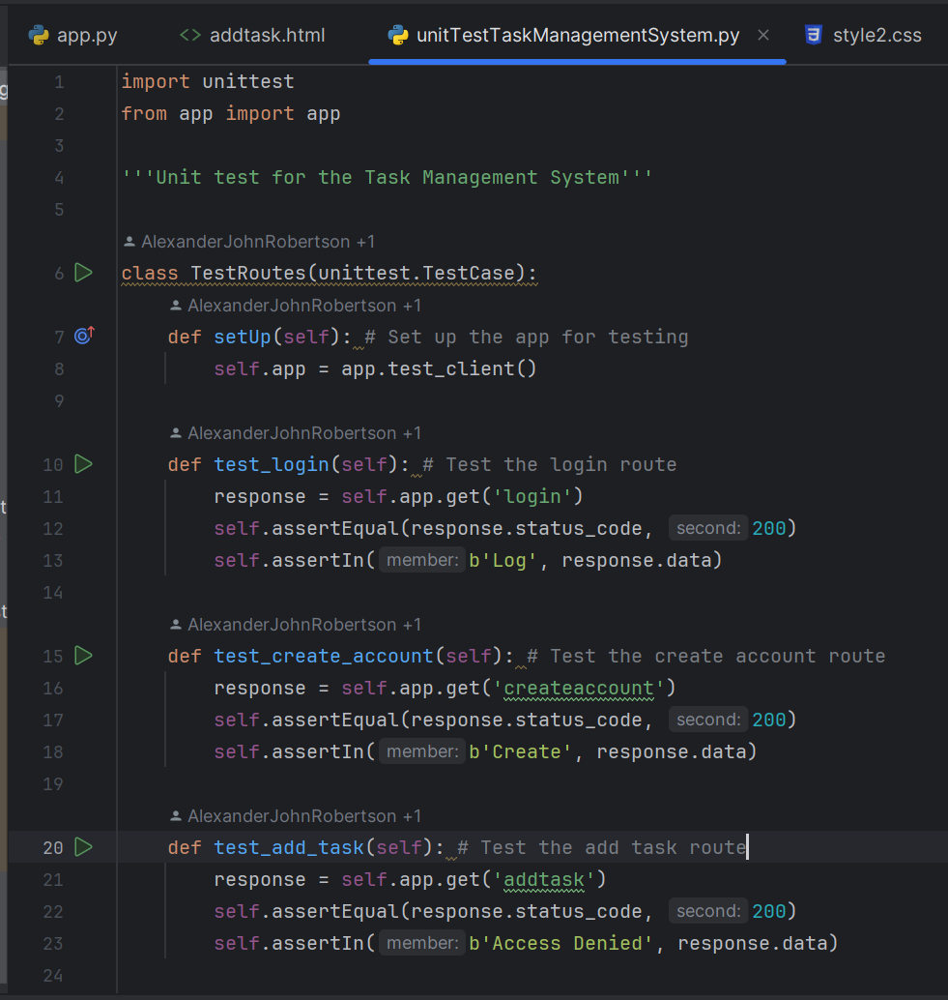 app.py <> addtask.html unitTestTaskManagementSystem.py × style2.css
1 import unittest
2 from app import app
3
4 '''Unit test for the Task Management System'''
5
AlexanderJohnRobertson +1
6 class TestRoutes(unittest.TestCase):
AlexanderJohnRobertson +1
7 def setUp(self): # Set up the app for testing
8 self.app = app.test_client()
9
AlexanderJohnRobertson +1
10 def test_login(self): # Test the login route
11 response = self.app.get('login')
12 self.assertEqual(response.status_code, second: 200)
13 self.assertIn( member: b'Log', response.data)
14
AlexanderJohnRobertson +1
15 def test_create_account(self): # Test the create account route
16 response = self.app.get('createaccount')
17 self.assertEqual(response.status_code, second: 200)
18 self.assertIn( member: b'Create', response.data)
19
AlexanderJohnRobertson +1
20 def test_add_task(self): # Test the add task route
21 response = self.app.get('addtask')
22 self.assertEqual(response.status_code, second: 200)
23 self.assertIn( member: b'Access Denied', response.data)
24